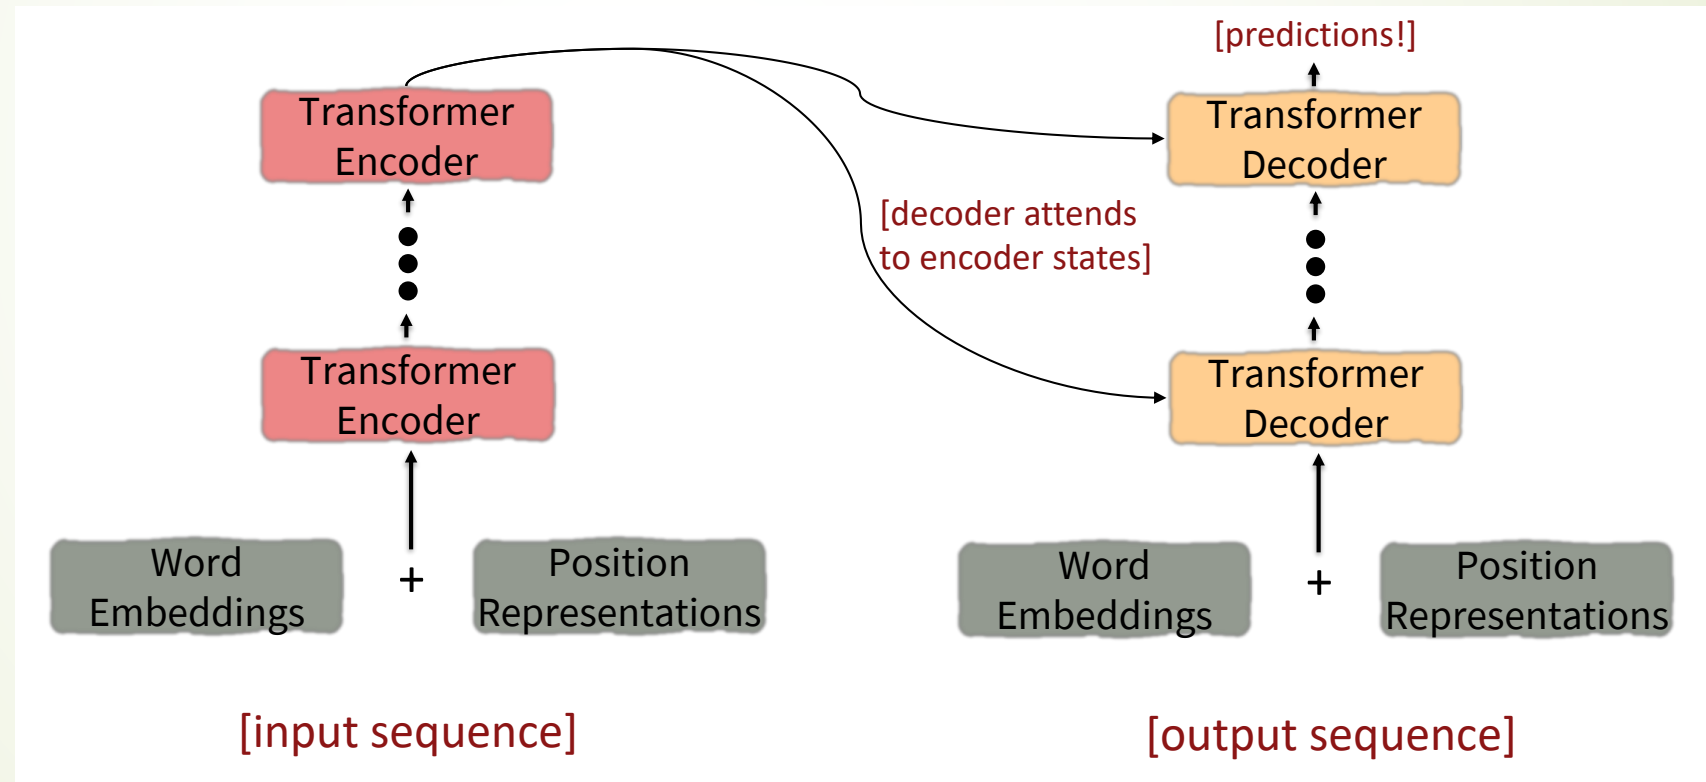 [predictions!]
Transformer
Encoder
Transformer
Decoder
[decoder attends
to encoder states]
Transformer
Encoder
Transformer
Decoder
Word
Embeddings
+
Position
Representations
Word
Embeddings
+
Position
Representations
[input sequence]
[output sequence]